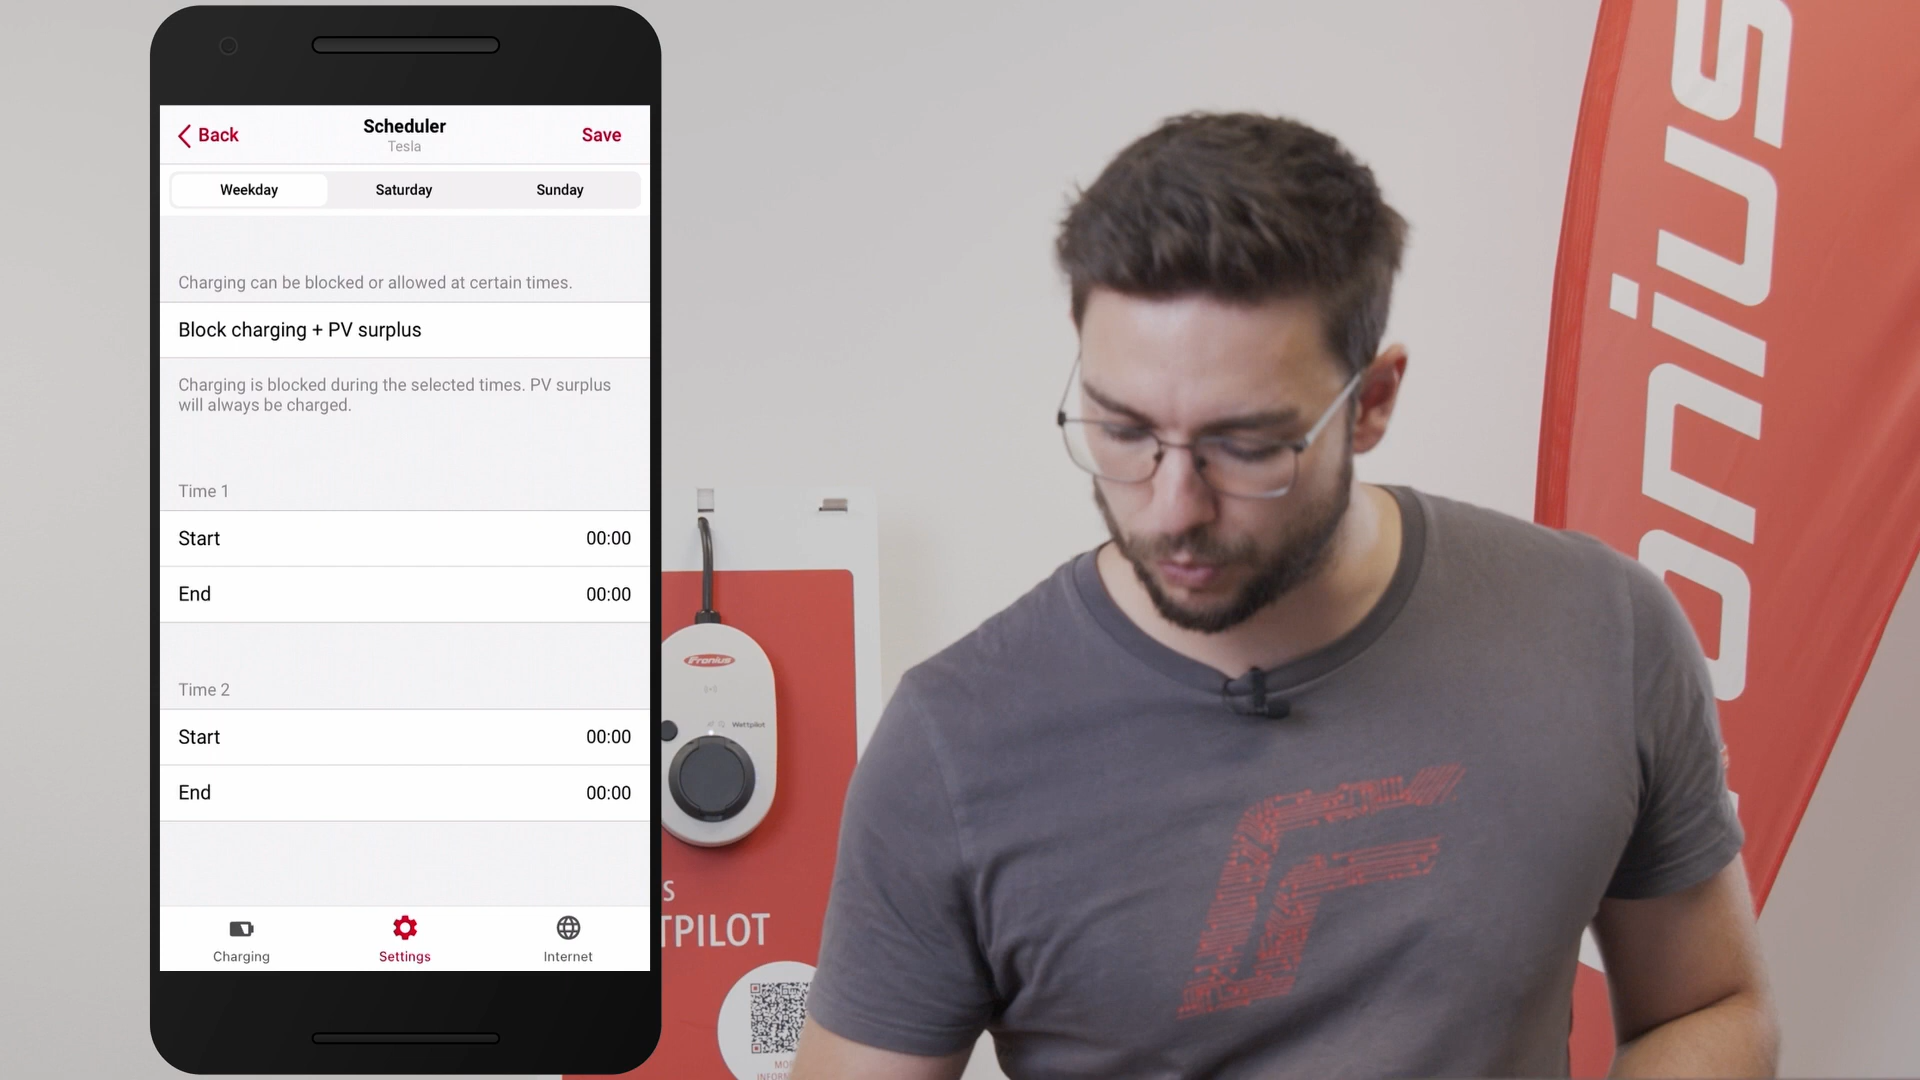 Back
Scheduler
Tesla
Save
Weekday
Saturday
Sunday
Charging can be blocked or allowed at certain times.
Block charging + PV surplus
Charging is blocked during the selected times. PV surplus
will always be charged.
Time 1
Start 00:00
End 00:00
Time 2
Start 00:00
End 00:00
Charging
Settings
Internet
Fronius
Wattpilot
S
TPILOT
onius